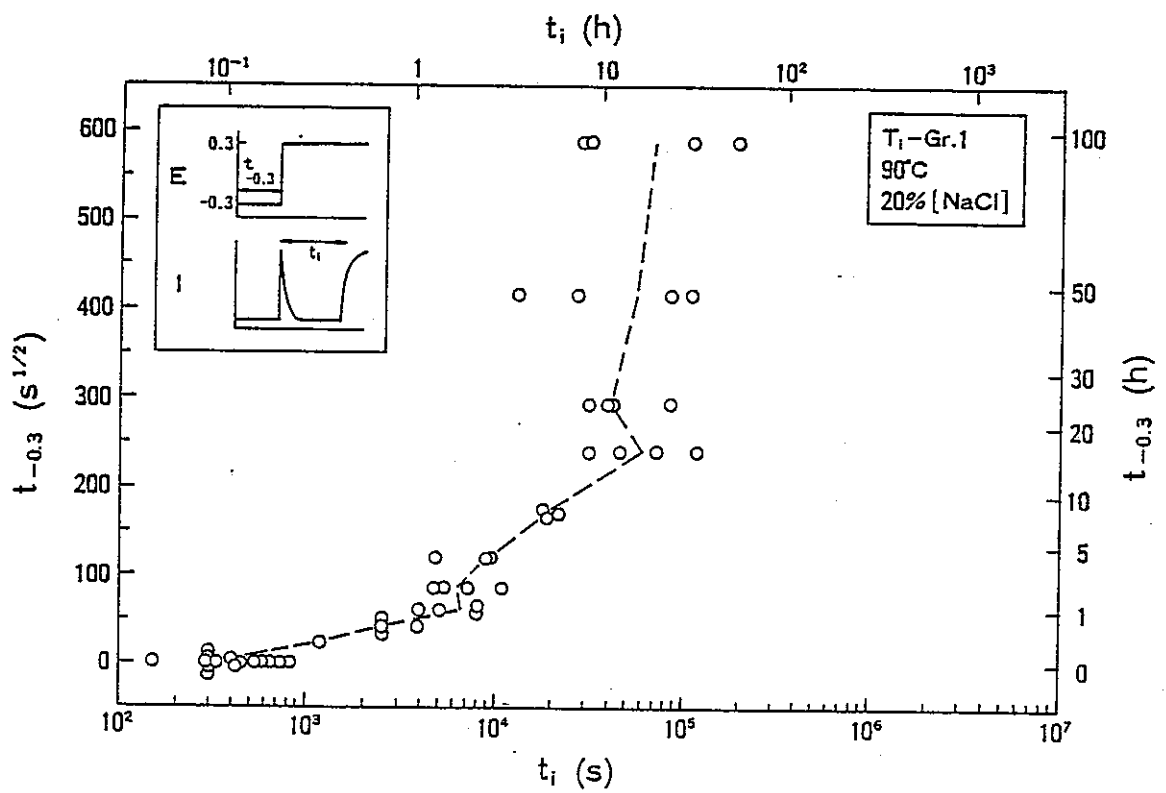 tᵢ (h)
10⁻¹ 1 10 10² 10³
600
500
400
300
200
100
0
t₋₀.₃ (s¹/²)
E
0.3
t₋₀.₃
-0.3
I
tᵢ
Tᵢ-Gr.1
90°C
20% [NaCl]
100
50
30
20
10
5
1
0
t₋₀.₃ (h)
10² 10³ 10⁴ 10⁵ 10⁶ 10⁷
tᵢ (s)